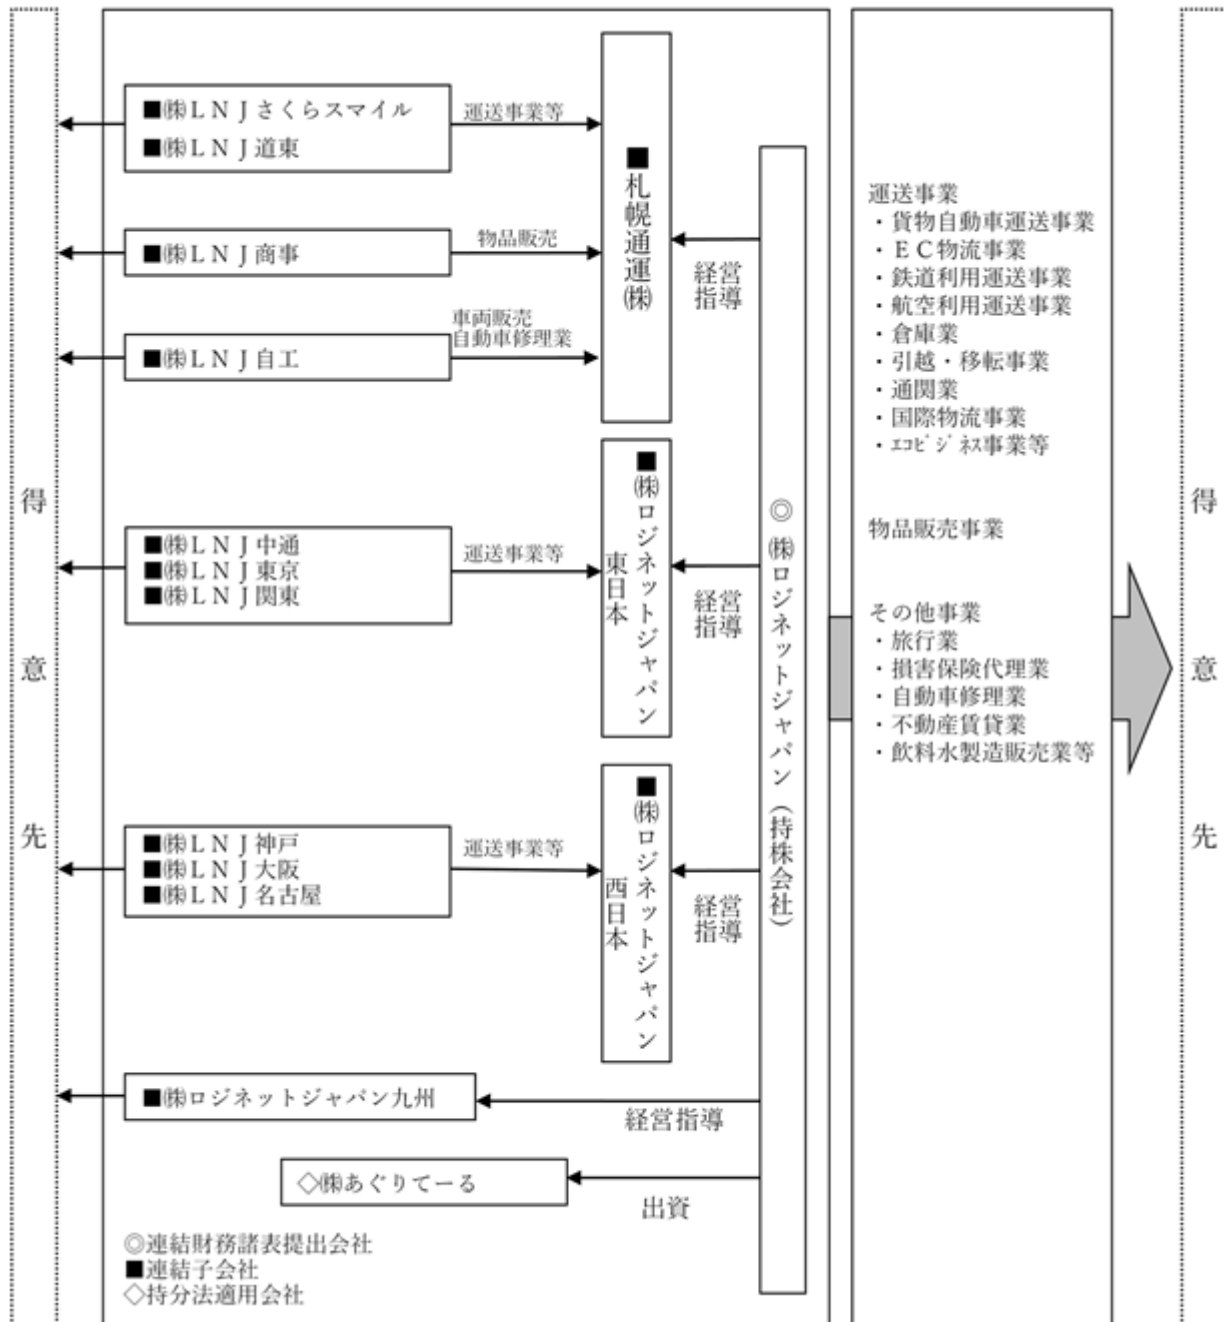 得意先
■㈱ＬＮＪさくらスマイル
■㈱ＬＮＪ道東
運送事業等
■㈱ＬＮＪ商事
物品販売
■㈱ＬＮＪ自工
車両販売
自動車修理業
■札幌通運㈱
経営
指導
■㈱ＬＮＪ中通
■㈱ＬＮＪ東京
■㈱ＬＮＪ関東
運送事業等
■㈱ロジネットジャパン
東日本
経営
指導
■㈱ＬＮＪ神戸
■㈱ＬＮＪ大阪
■㈱ＬＮＪ名古屋
運送事業等
■㈱ロジネットジャパン
西日本
経営
指導
■㈱ロジネットジャパン九州
経営指導
◇㈱あぐりてーる
出資
◎㈱ロジネットジャパン（持株会社）
◎連結財務諸表提出会社
■連結子会社
◇持分法適用会社
運送事業
・貨物自動車運送事業
・ＥＣ物流事業
・鉄道利用運送事業
・航空利用運送事業
・倉庫業
・引越・移転事業
・通関業
・国際物流事業
・ｴｺﾋﾞｼﾞﾈｽ事業等
物品販売事業
その他事業
・旅行業
・損害保険代理業
・自動車修理業
・不動産賃貸業
・飲料水製造販売業等
得意先